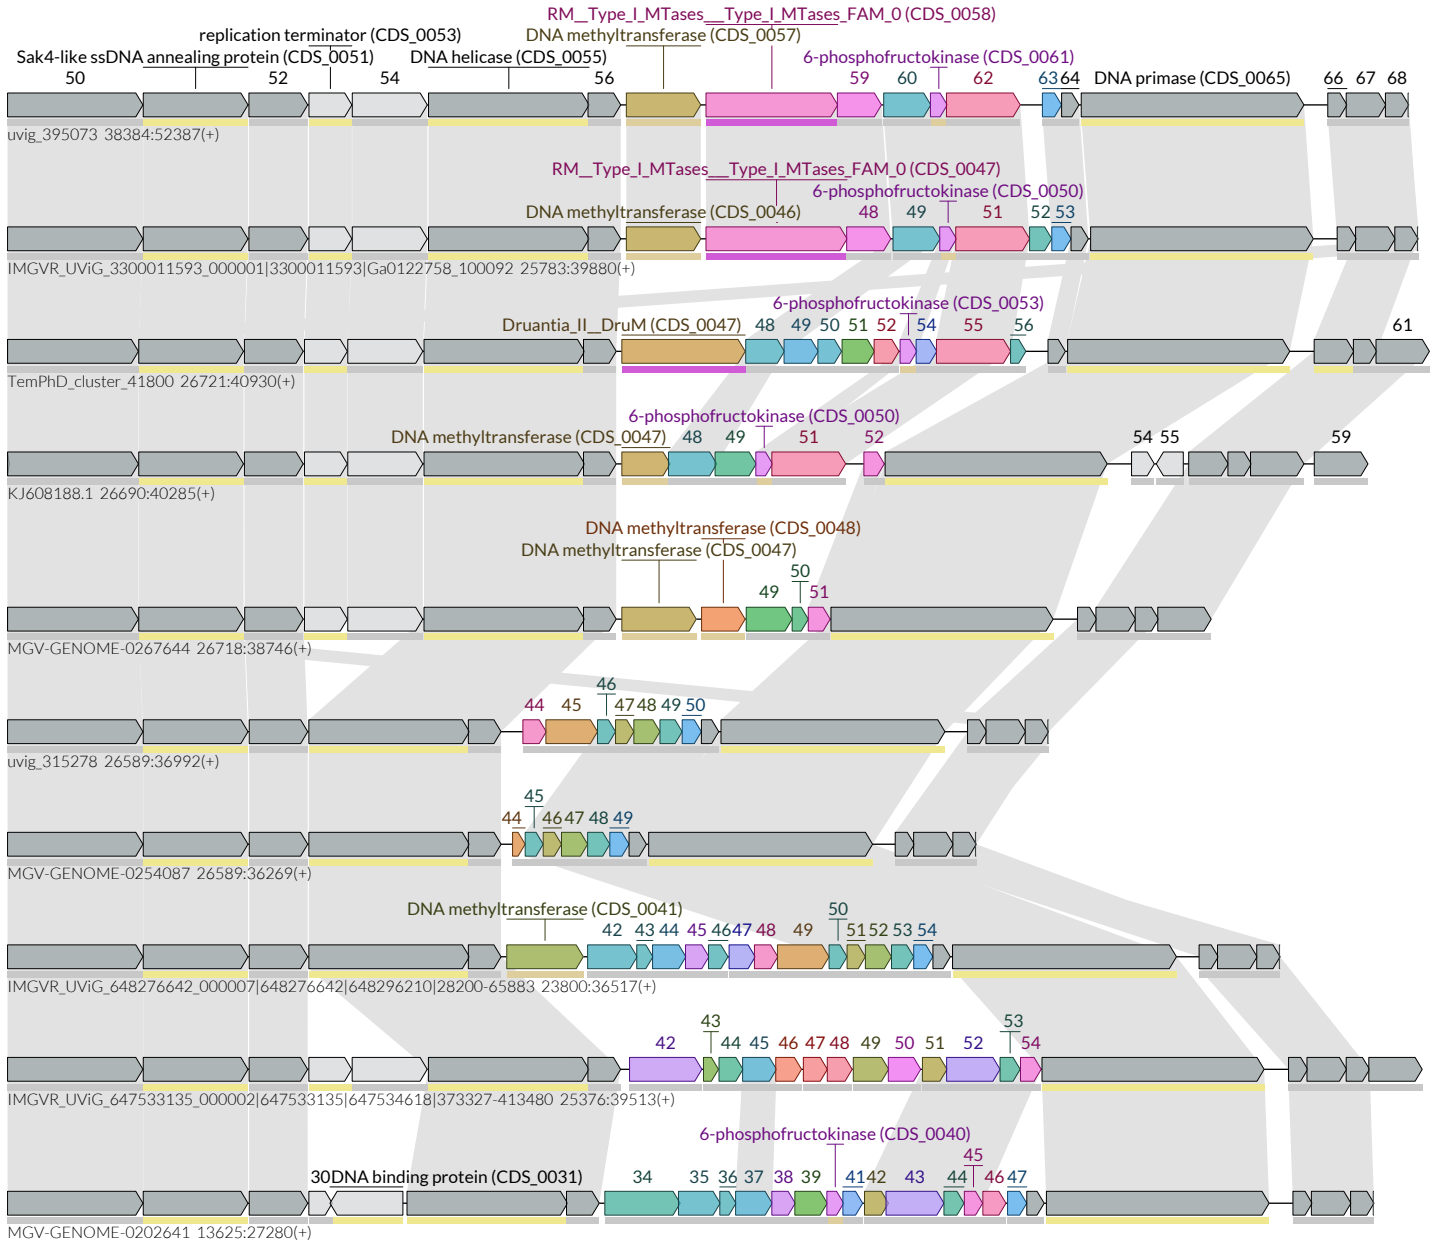 RM__Type_I_MTases___Type_I_MTases_FAM_0 (CDS_0058)
replication terminator (CDS_0053) DNA methyltransferase (CDS_0057)
Sak4-like ssDNA annealing protein (CDS_0051) DNA helicase (CDS_0055) 6-phosphofructokinase (CDS_0061)
50 52 54 56 59 60 62 63 64 DNA primase (CDS_0065) 66 67 68
uvig_395073 38384:52387(+)
RM__Type_I_MTases___Type_I_MTases_FAM_0 (CDS_0047)
6-phosphofructokinase (CDS_0050)
DNA methyltransferase (CDS_0046) 48 49 51 52 53
IMGVR_UViG_3300011593_000001|3300011593|Ga0122758_100092 25783:39880(+)
6-phosphofructokinase (CDS_0053)
Druantia_II__DruM (CDS_0047) 48 49 50 51 52 54 55 56 61
TemPhD_cluster_41800 26721:40930(+)
6-phosphofructokinase (CDS_0050)
DNA methyltransferase (CDS_0047) 48 49 51 52 54 55 59
KJ608188.1 26690:40285(+)
DNA methyltransferase (CDS_0048)
DNA methyltransferase (CDS_0047)
50
49 51
MGV-GENOME-0267644 26718:38746(+)
46
44 45 47 48 49 50
uvig_315278 26589:36992(+)
45
44 46 47 48 49
MGV-GENOME-0254087 26589:36269(+)
DNA methyltransferase (CDS_0041) 50
42 43 44 45 46 47 48 49 51 52 53 54
IMGVR_UViG_648276642_000007|648276642|648296210|28200-65883 23800:36517(+)
43 53
42 44 45 46 47 48 49 50 51 52 54
IMGVR_UViG_647533135_000002|647533135|647534618|373327-413480 25376:39513(+)
6-phosphofructokinase (CDS_0040)
45
30 DNA binding protein (CDS_0031) 34 35 36 37 38 39 41 42 43 44 46 47
MGV-GENOME-0202641 13625:27280(+)